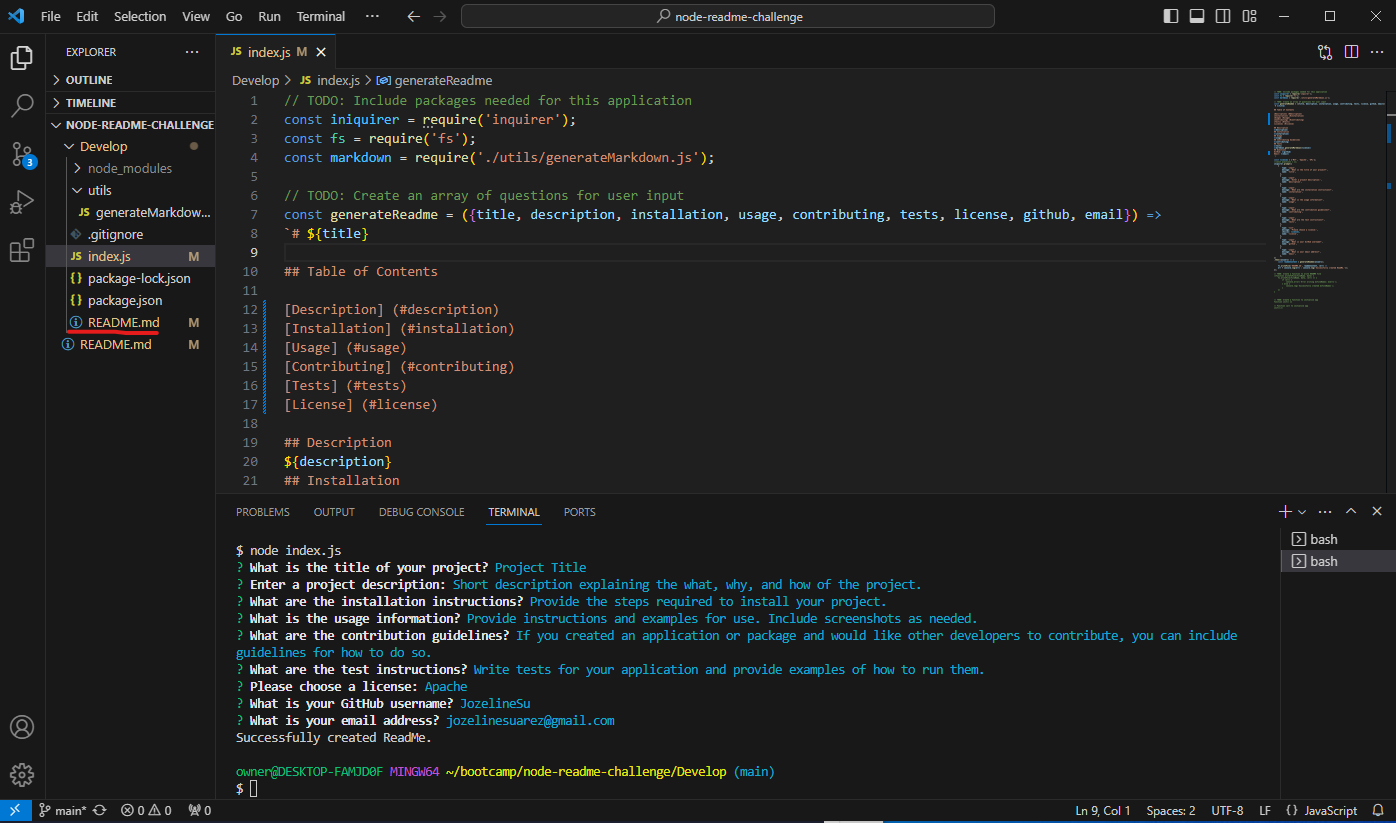 File Edit Selection View Go Run Terminal ··· node-readme-challenge
EXPLORER ···
OUTLINE
TIMELINE
NODE-README-CHALLENGE
Develop
node_modules
utils
JS generateMarkdow...
.gitignore
JS index.js M
{} package-lock.json
{} package.json
README.md M
README.md M
3
JS index.js M
Develop > JS index.js > generateReadme
1 // TODO: Include packages needed for this application
2 const iniquirer = require('inquirer');
3 const fs = require('fs');
4 const markdown = require('./utils/generateMarkdown.js');
5
6 // TODO: Create an array of questions for user input
7 const generateReadme = ({title, description, installation, usage, contributing, tests, license, github, email}) =>
8 `# ${title}
9
10 ## Table of Contents
11
12 [Description] (#description)
13 [Installation] (#installation)
14 [Usage] (#usage)
15 [Contributing] (#contributing)
16 [Tests] (#tests)
17 [License] (#license)
18
19 ## Description
20 ${description}
21 ## Installation
PROBLEMS OUTPUT DEBUG CONSOLE TERMINAL PORTS
$ node index.js
? What is the title of your project? Project Title
? Enter a project description: Short description explaining the what, why, and how of the project.
? What are the installation instructions? Provide the steps required to install your project.
? What is the usage information? Provide instructions and examples for use. Include screenshots as needed.
? What are the contribution guidelines? If you created an application or package and would like other developers to contribute, you can include
guidelines for how to do so.
? What are the test instructions? Write tests for your application and provide examples of how to run them.
? Please choose a license: Apache
? What is your GitHub username? JozelineSu
? What is your email address? jozelinesuarez@gmail.com
Successfully created ReadMe.
owner@DESKTOP-FAMJD0F MINGW64 ~/bootcamp/node-readme-challenge/Develop (main)
$
bash
bash
main* 0 0 0 Ln 9, Col 1 Spaces: 2 UTF-8 LF {} JavaScript